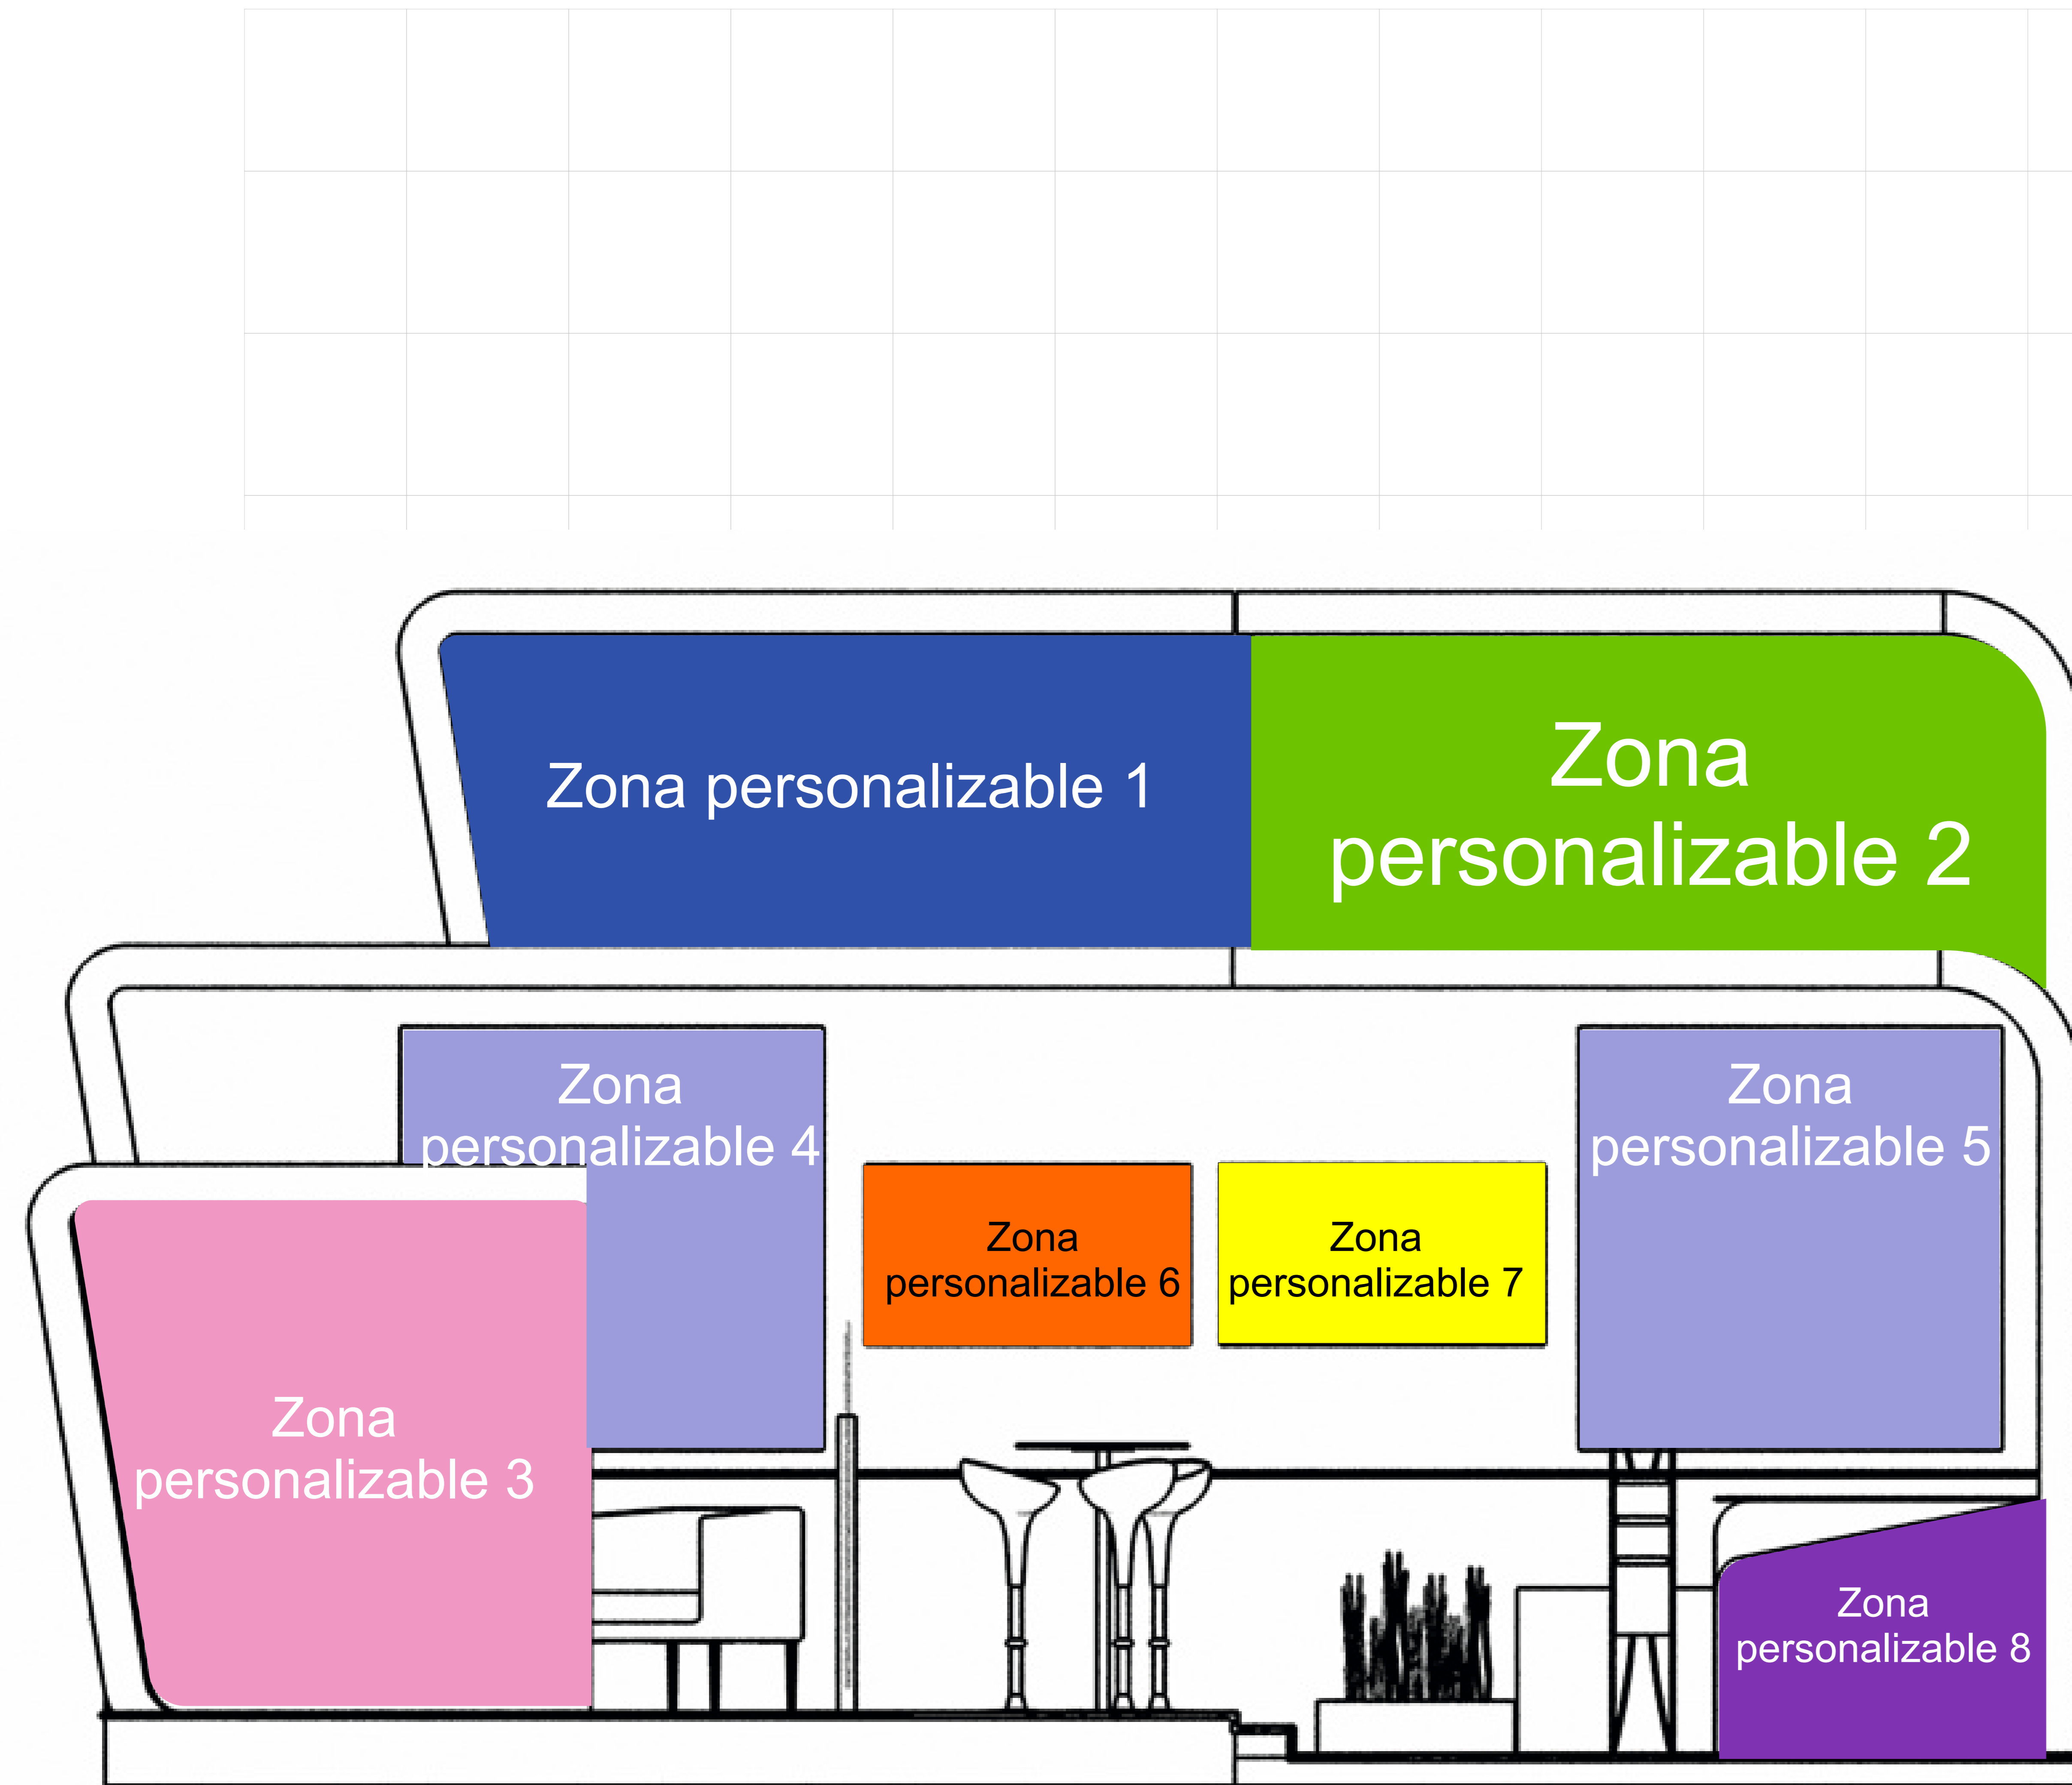 Zona personalizable 1
Zona
personalizable 2
Zona
personalizable 4
Zona
personalizable 5
Zona
personalizable 6
Zona
personalizable 7
Zona
personalizable 3
Zona
personalizable 8